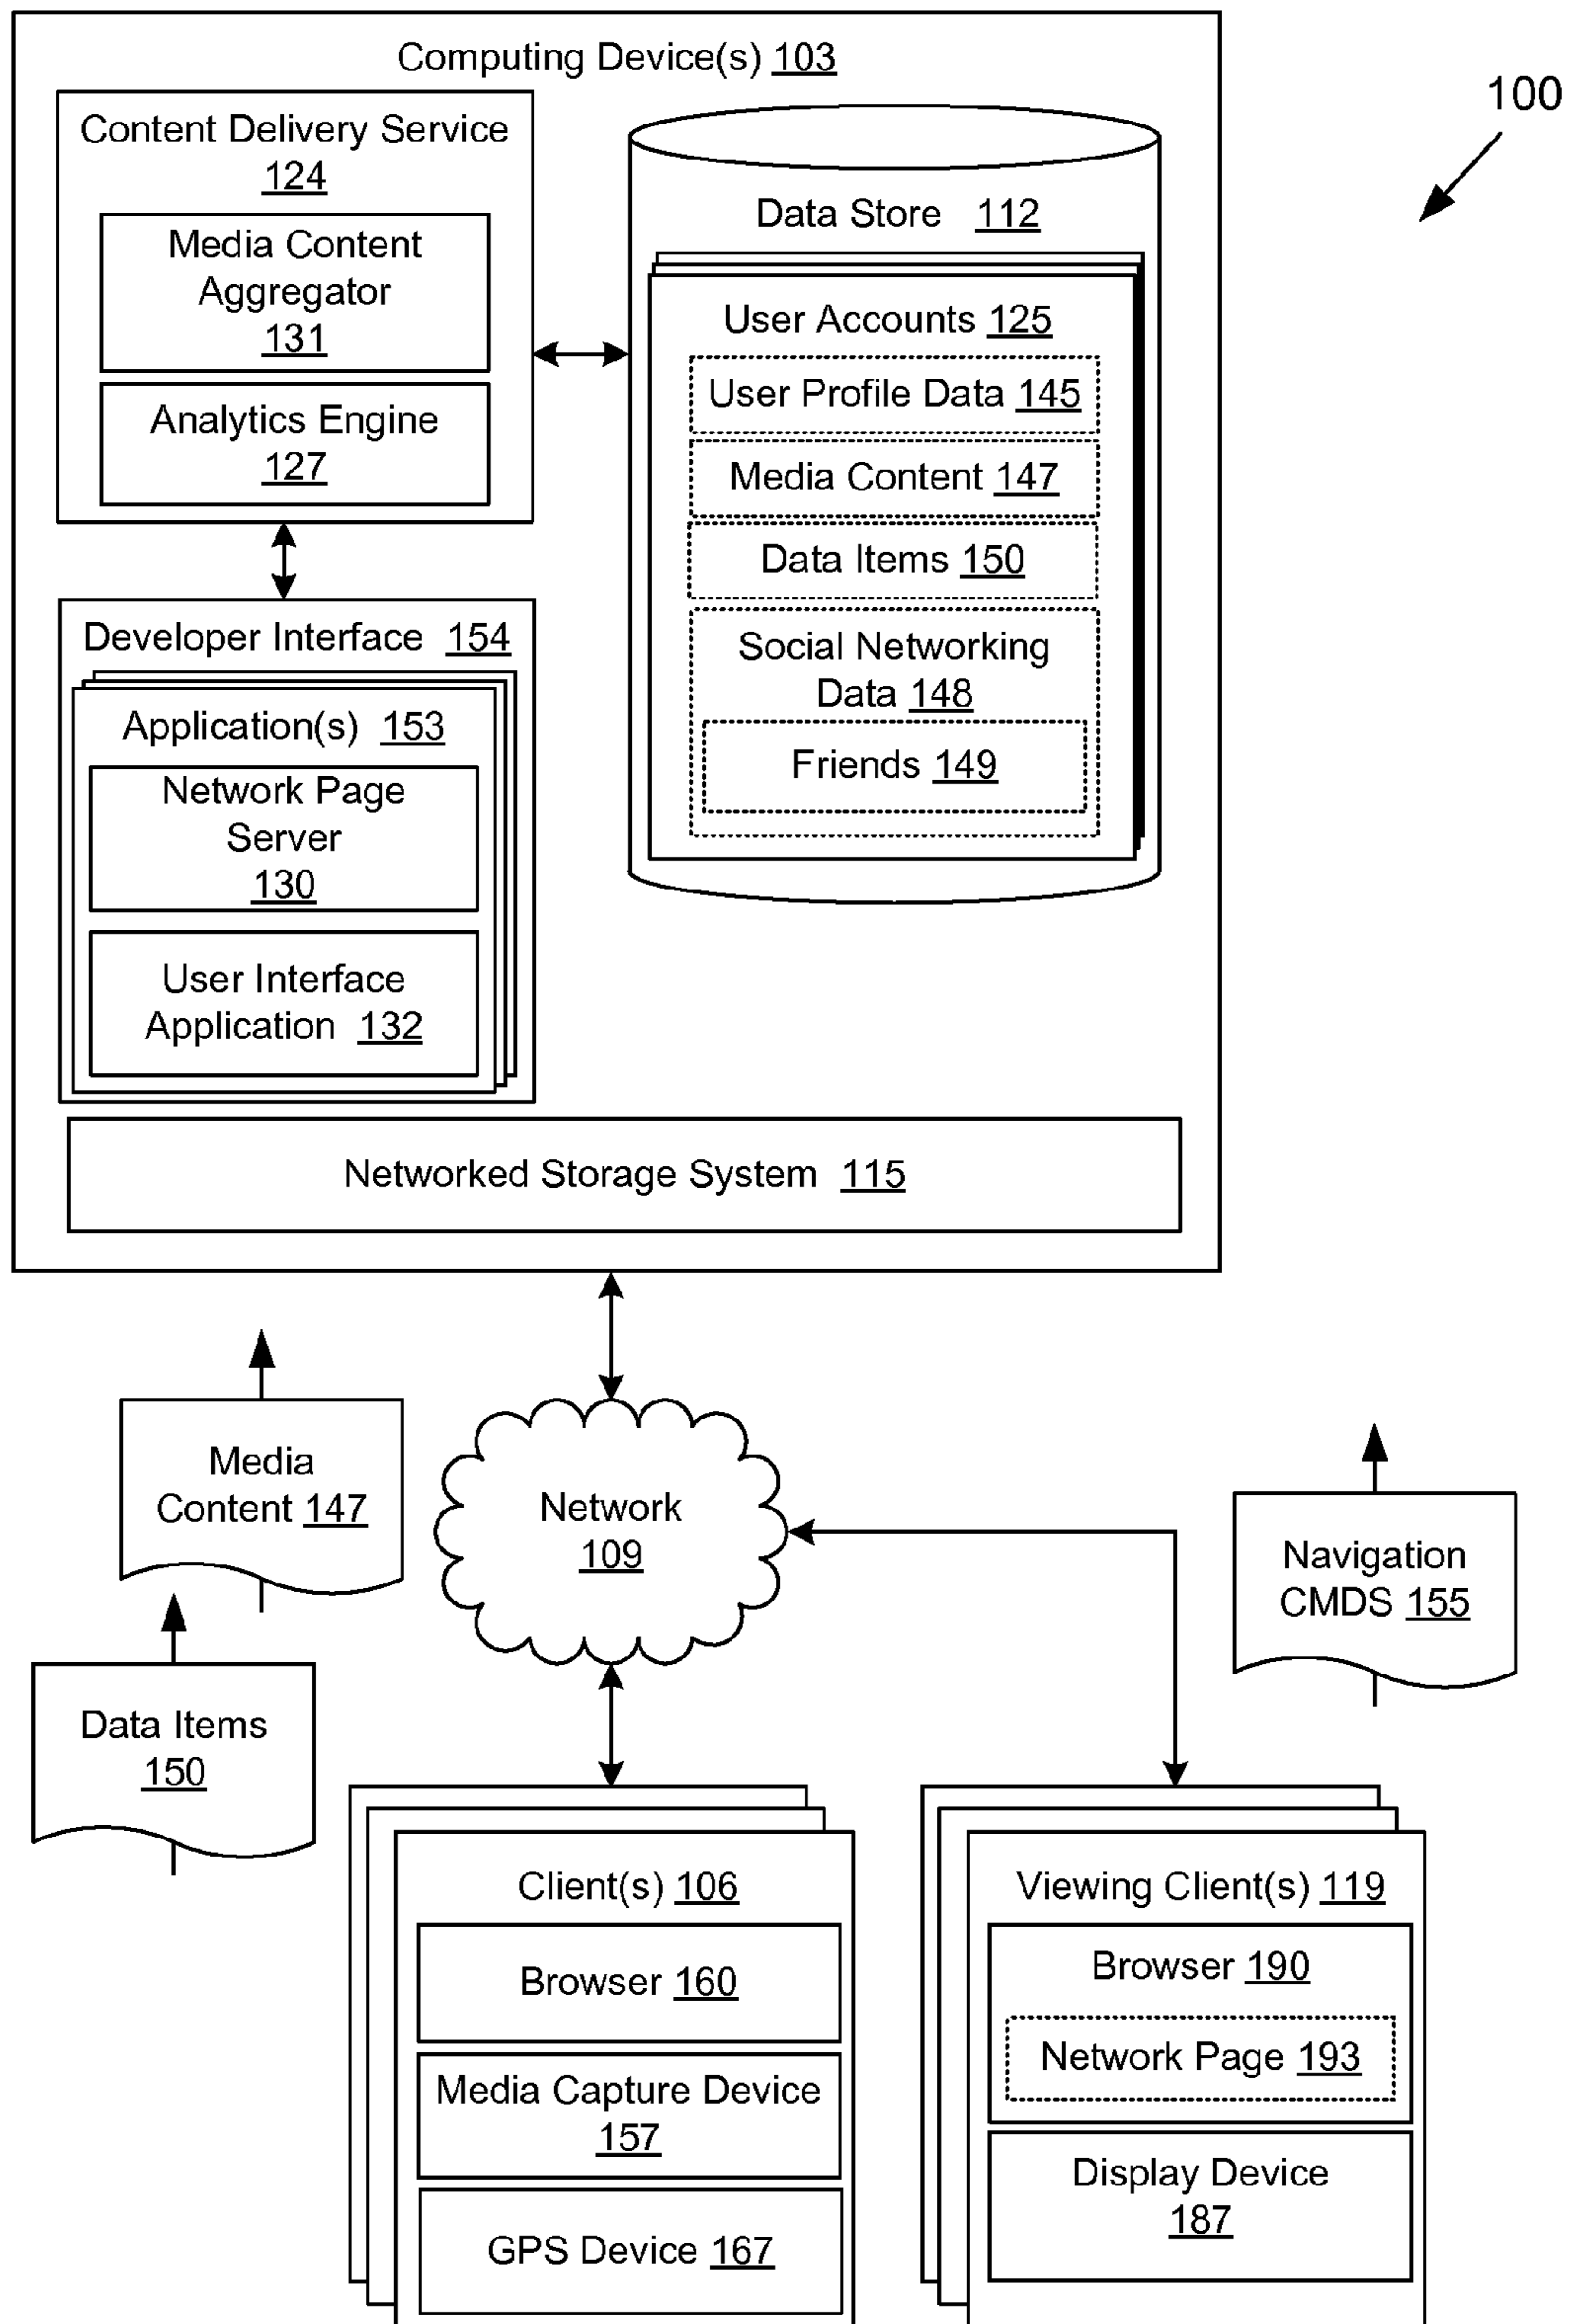 Computing Device(s) 103
100
Content Delivery Service
124
Media Content
Aggregator
131
Analytics Engine
127
Data Store 112
User Accounts 125
User Profile Data 145
Media Content 147
Data Items 150
Social Networking
Data 148
Friends 149
Developer Interface 154
Application(s) 153
Network Page
Server
130
User Interface
Application 132
Networked Storage System 115
Media
Content 147
Network
109
Navigation
CMDS 155
Data Items
150
Client(s) 106
Browser 160
Media Capture Device
157
GPS Device 167
Viewing Client(s) 119
Browser 190
Network Page 193
Display Device
187